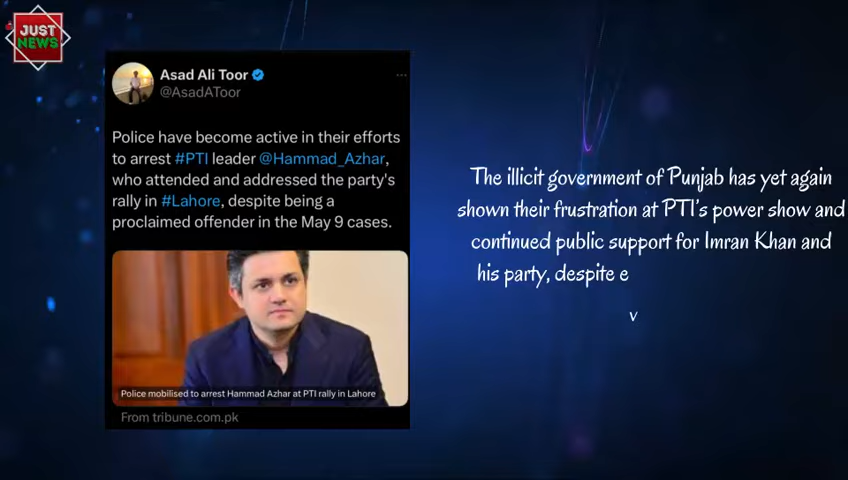 JUST
NEWS
Asad Ali Toor
@AsadAToor
Police have become active in their efforts
to arrest #PTI leader @Hammad_Azhar,
who attended and addressed the party's
rally in #Lahore, despite being a
proclaimed offender in the May 9 cases.
Police mobilised to arrest Hammad Azhar at PTI rally in Lahore
From tribune.com.pk
The illicit government of Punjab has yet again
shown their frustration at PTI's power show and
continued public support for Imran Khan and
his party, despite e
v